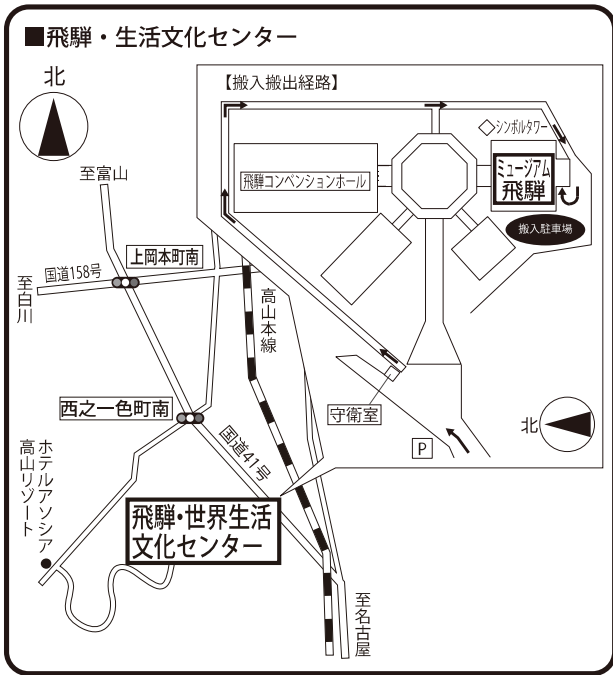 ■飛騨・生活文化センター
北
【搬入搬出経路】
シンボルタワー
飛騨コンベンションホール
ミュージアム
飛騨
搬入駐車場
守衛室
北
P
至富山
上岡本町南
国道158号
至白川
高山本線
西之一色町南
国道41号
ホテルアソシア
高山リゾート
飛騨・世界生活
文化センター
至名古屋